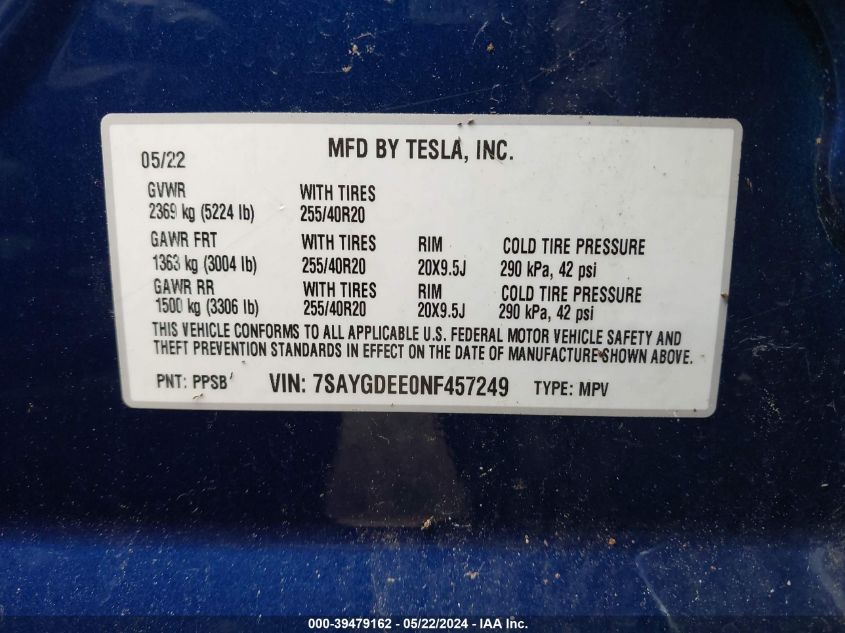 05/22 MFD BY TESLA, INC.
GVWR WITH TIRES
2369 kg (5224 lb) 255/40R20
GAWR FRT WITH TIRES RIM COLD TIRE PRESSURE
1363 kg (3004 lb) 255/40R20 20X9.5J 290 kPa, 42 psi
GAWR RR WITH TIRES RIM COLD TIRE PRESSURE
1500 kg (3306 lb) 255/40R20 20X9.5J 290 kPa, 42 psi
THIS VEHICLE CONFORMS TO ALL APPLICABLE U.S. FEDERAL MOTOR VEHICLE SAFETY AND
THEFT PREVENTION STANDARDS IN EFFECT ON THE DATE OF MANUFACTURE SHOWN ABOVE.
PNT: PPSB VIN: 7SAYGDEE0NF457249 TYPE: MPV
000-39479162 - 05/22/2024 - IAA Inc.